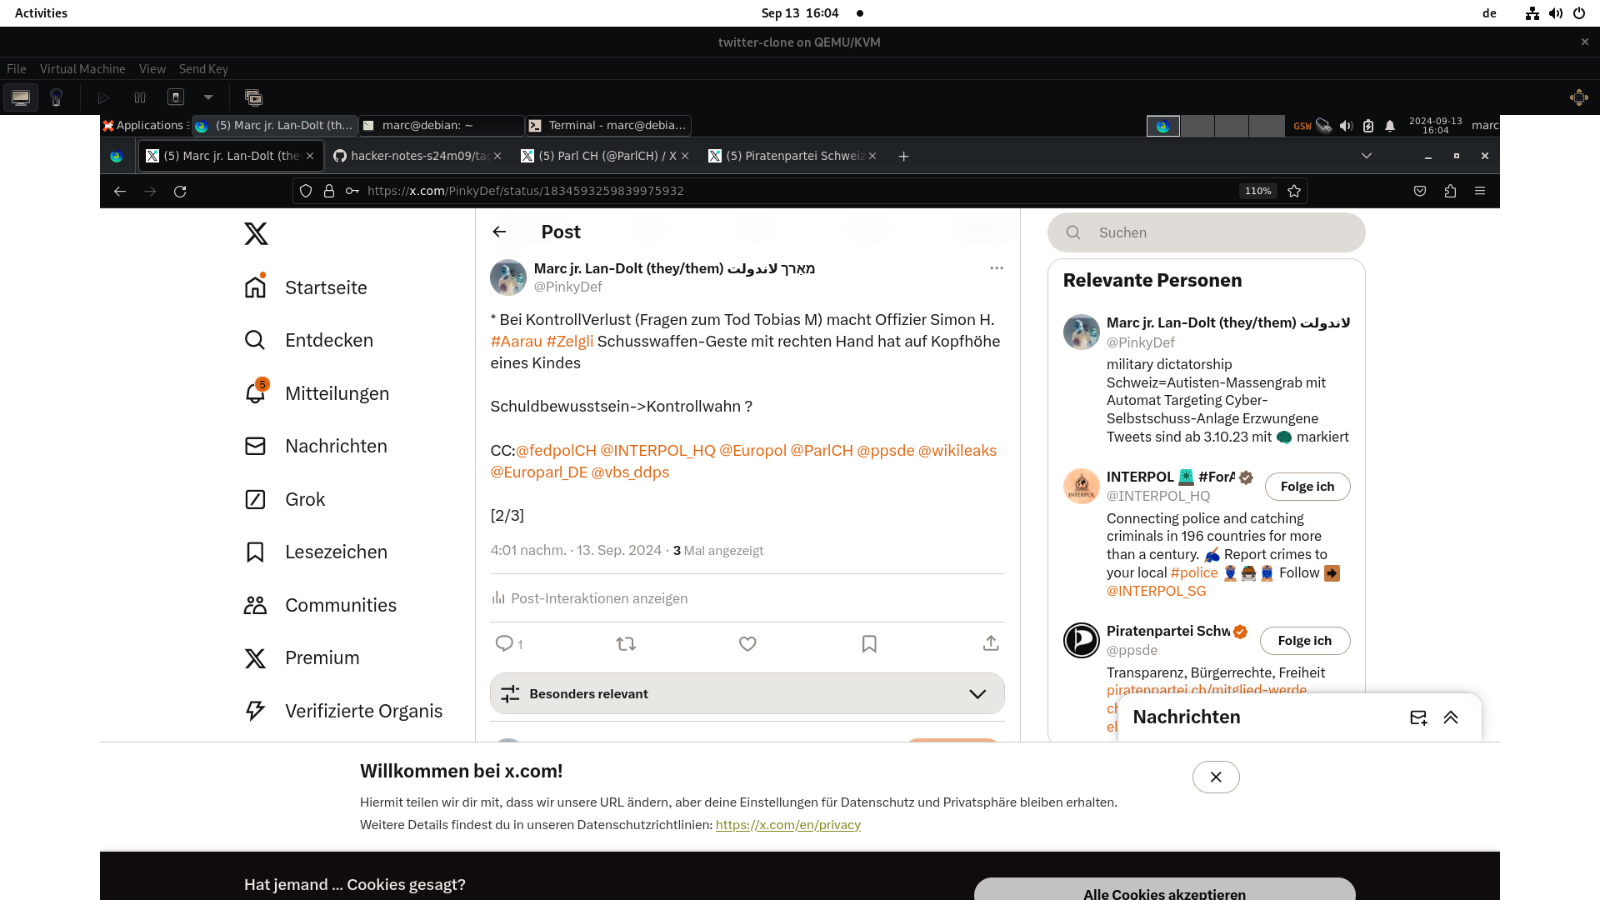 Activities
Sep 13 16:04
de
twitter-clone on QEMU/KVM
File Virtual Machine View Send Key
Applications
(5) Marc jr. Lan-Dolt (th...
marc@debian: ~
Terminal - marc@debia...
GSW
2024-09-13
16:04
marc
(5) Marc jr. Lan-Dolt (the
hacker-notes-s24m09/tag
(5) Parl CH (@ParlCH) / X
(5) Piratenpartei Schweiz
https://x.com/PinkyDef/status/1834593259839975932
110%
Startseite
Entdecken
5
Mitteilungen
Nachrichten
Grok
Lesezeichen
Communities
Premium
Verifizierte Organis
Post
Marc jr. Lan-Dolt (they/them) מאַרך لاندولت
@PinkyDef
* Bei KontrollVerlust (Fragen zum Tod Tobias M) macht Offizier Simon H.
#Aarau #Zelgli Schusswaffen-Geste mit rechten Hand hat auf Kopfhöhe
eines Kindes
Schuldbewusstsein->Kontrollwahn ?
CC:@fedpolCH @INTERPOL_HQ @Europol @ParlCH @ppsde @wikileaks
@Europarl_DE @vbs_ddps
[2/3]
4:01 nachm. · 13. Sep. 2024 · 3 Mal angezeigt
Post-Interaktionen anzeigen
1
Besonders relevant
Suchen
Relevante Personen
Marc jr. Lan-Dolt (they/them) لاندولت
@PinkyDef
military dictatorship
Schweiz=Autisten-Massengrab mit
Automat Targeting Cyber-
Selbstschuss-Anlage Erzwungene
Tweets sind ab 3.10.23 mit 🧠 markiert
INTERPOL 🚨 #ForA
@INTERPOL_HQ
Folge ich
Connecting police and catching
criminals in 196 countries for more
than a century. ✍ Report crimes to
your local #police Follow ➡
@INTERPOL_SG
Piratenpartei Schw
@ppsde
Folge ich
Transparenz, Bürgerrechte, Freiheit
piratenpartei.ch/mitglied-werde
Nachrichten
Willkommen bei x.com!
Hiermit teilen wir dir mit, dass wir unsere URL ändern, aber deine Einstellungen für Datenschutz und Privatsphäre bleiben erhalten.
Weitere Details findest du in unseren Datenschutzrichtlinien: https://x.com/en/privacy
Hat jemand ... Cookies gesagt?
Alle Cookies akzeptieren